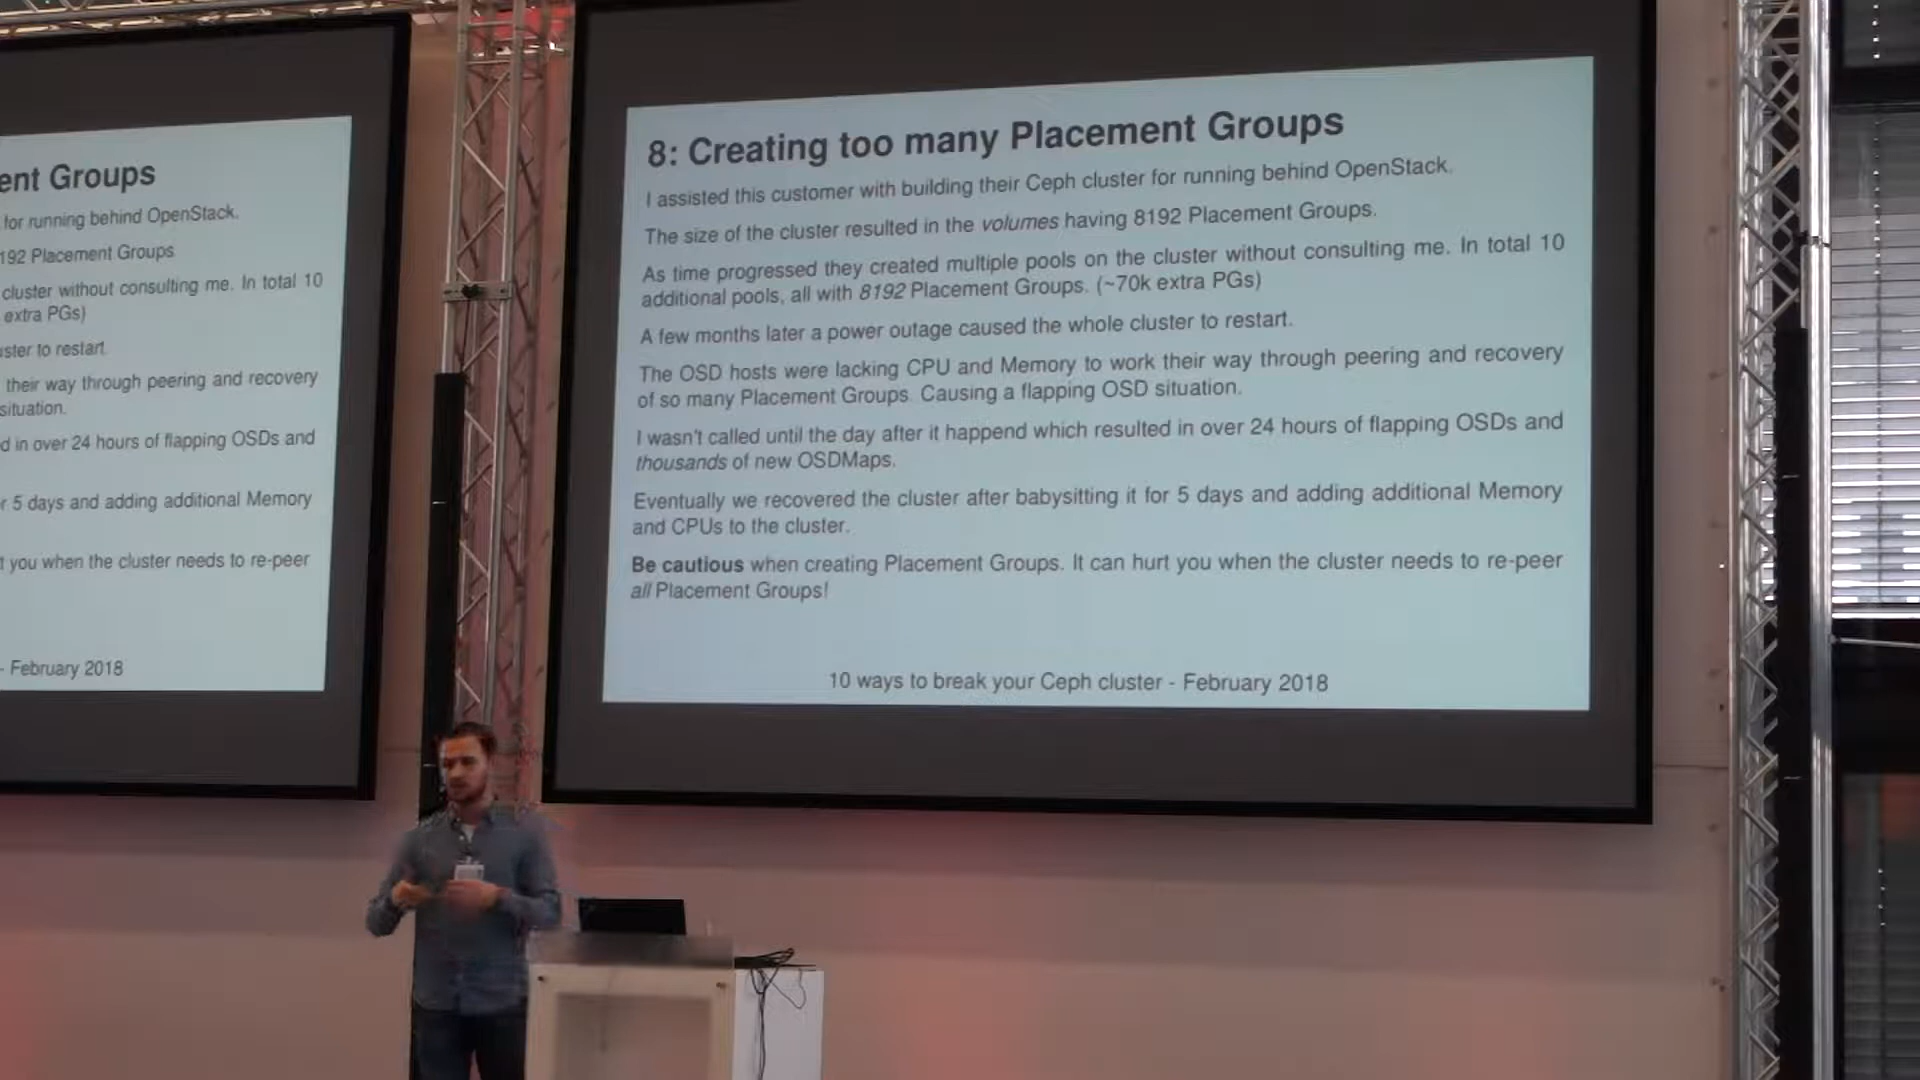 ent Groups
for running behind OpenStack.
192 Placement Groups
cluster without consulting me. In total 10
extra PGs)
uster to restart.
their way through peering and recovery
situation.
d in over 24 hours of flapping OSDs and
r 5 days and adding additional Memory
t you when the cluster needs to re-peer
- February 2018
8: Creating too many Placement Groups
I assisted this customer with building their Ceph cluster for running behind OpenStack.
The size of the cluster resulted in the volumes having 8192 Placement Groups.
As time progressed they created multiple pools on the cluster without consulting me. In total 10
additional pools, all with 8192 Placement Groups. (~70k extra PGs)
A few months later a power outage caused the whole cluster to restart.
The OSD hosts were lacking CPU and Memory to work their way through peering and recovery
of so many Placement Groups. Causing a flapping OSD situation.
I wasn't called until the day after it happend which resulted in over 24 hours of flapping OSDs and
thousands of new OSDMaps.
Eventually we recovered the cluster after babysitting it for 5 days and adding additional Memory
and CPUs to the cluster.
Be cautious when creating Placement Groups. It can hurt you when the cluster needs to re-peer
all Placement Groups!
10 ways to break your Ceph cluster - February 2018